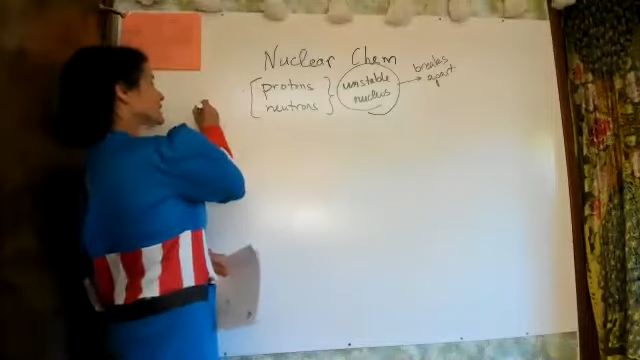 Nuclear Chem
protons
neutrons
unstable
nucleus
breaks
apart